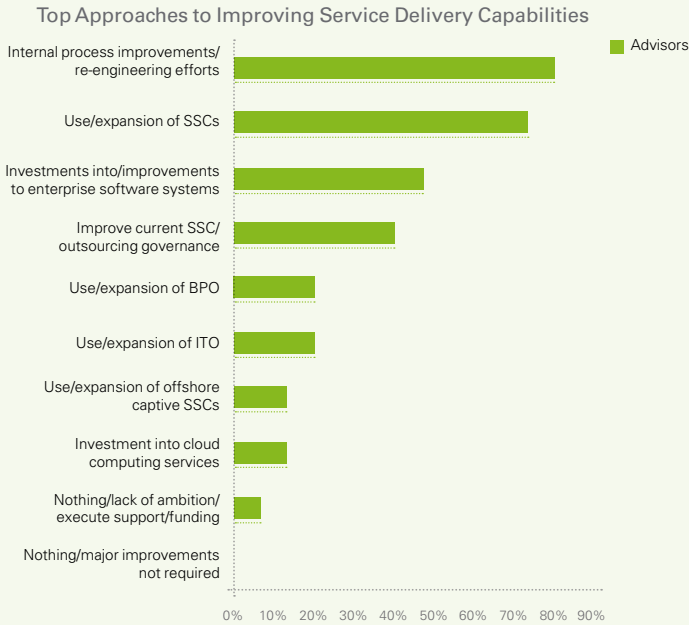 Top Approaches to Improving Service Delivery Capabilities
Advisors
Internal process improvements/
re-engineering efforts
Use/expansion of SSCs
Investments into/improvements
to enterprise software systems
Improve current SSC/
outsourcing governance
Use/expansion of BPO
Use/expansion of ITO
Use/expansion of offshore
captive SSCs
Investment into cloud
computing services
Nothing/lack of ambition/
execute support/funding
Nothing/major improvements
not required
0% 10% 20% 30% 40% 50% 60% 70% 80% 90%